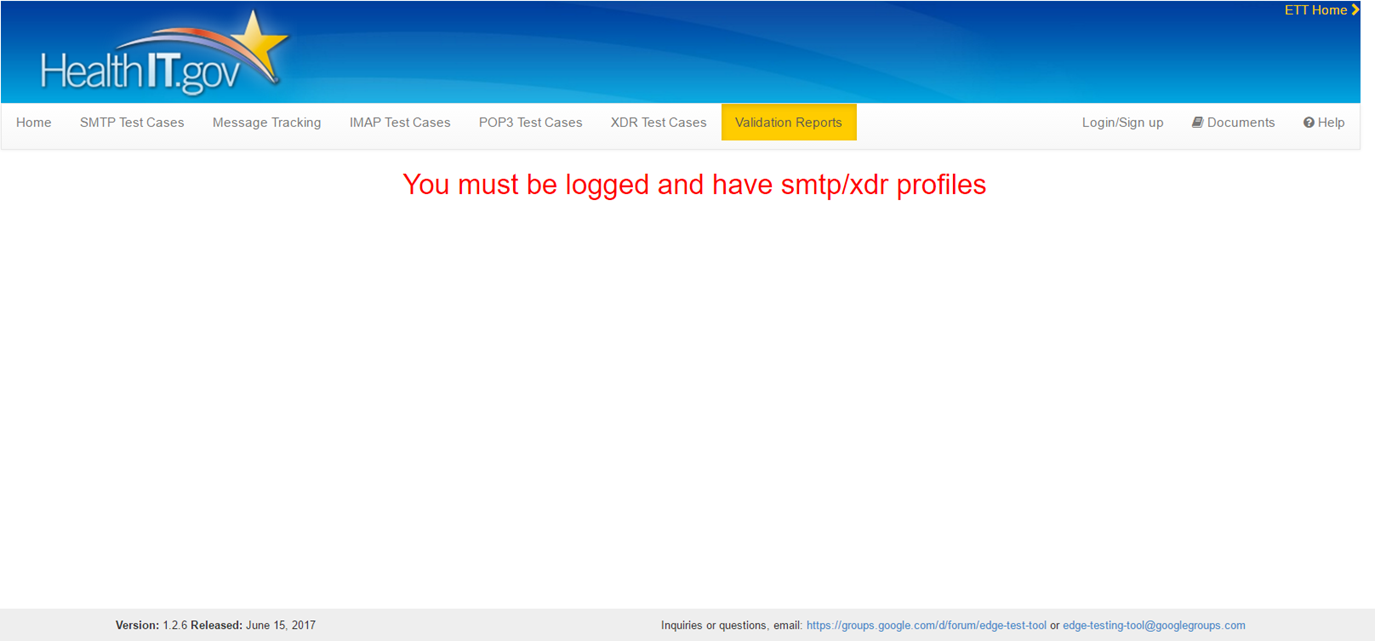 ETT Home
HealthIT.gov
Home SMTP Test Cases Message Tracking IMAP Test Cases POP3 Test Cases XDR Test Cases Validation Reports Login/Sign up Documents Help
You must be logged and have smtp/xdr profiles
Version: 1.2.6 Released: June 15, 2017 Inquiries or questions, email: https://groups.google.com/d/forum/edge-test-tool or edge-testing-tool@googlegroups.com